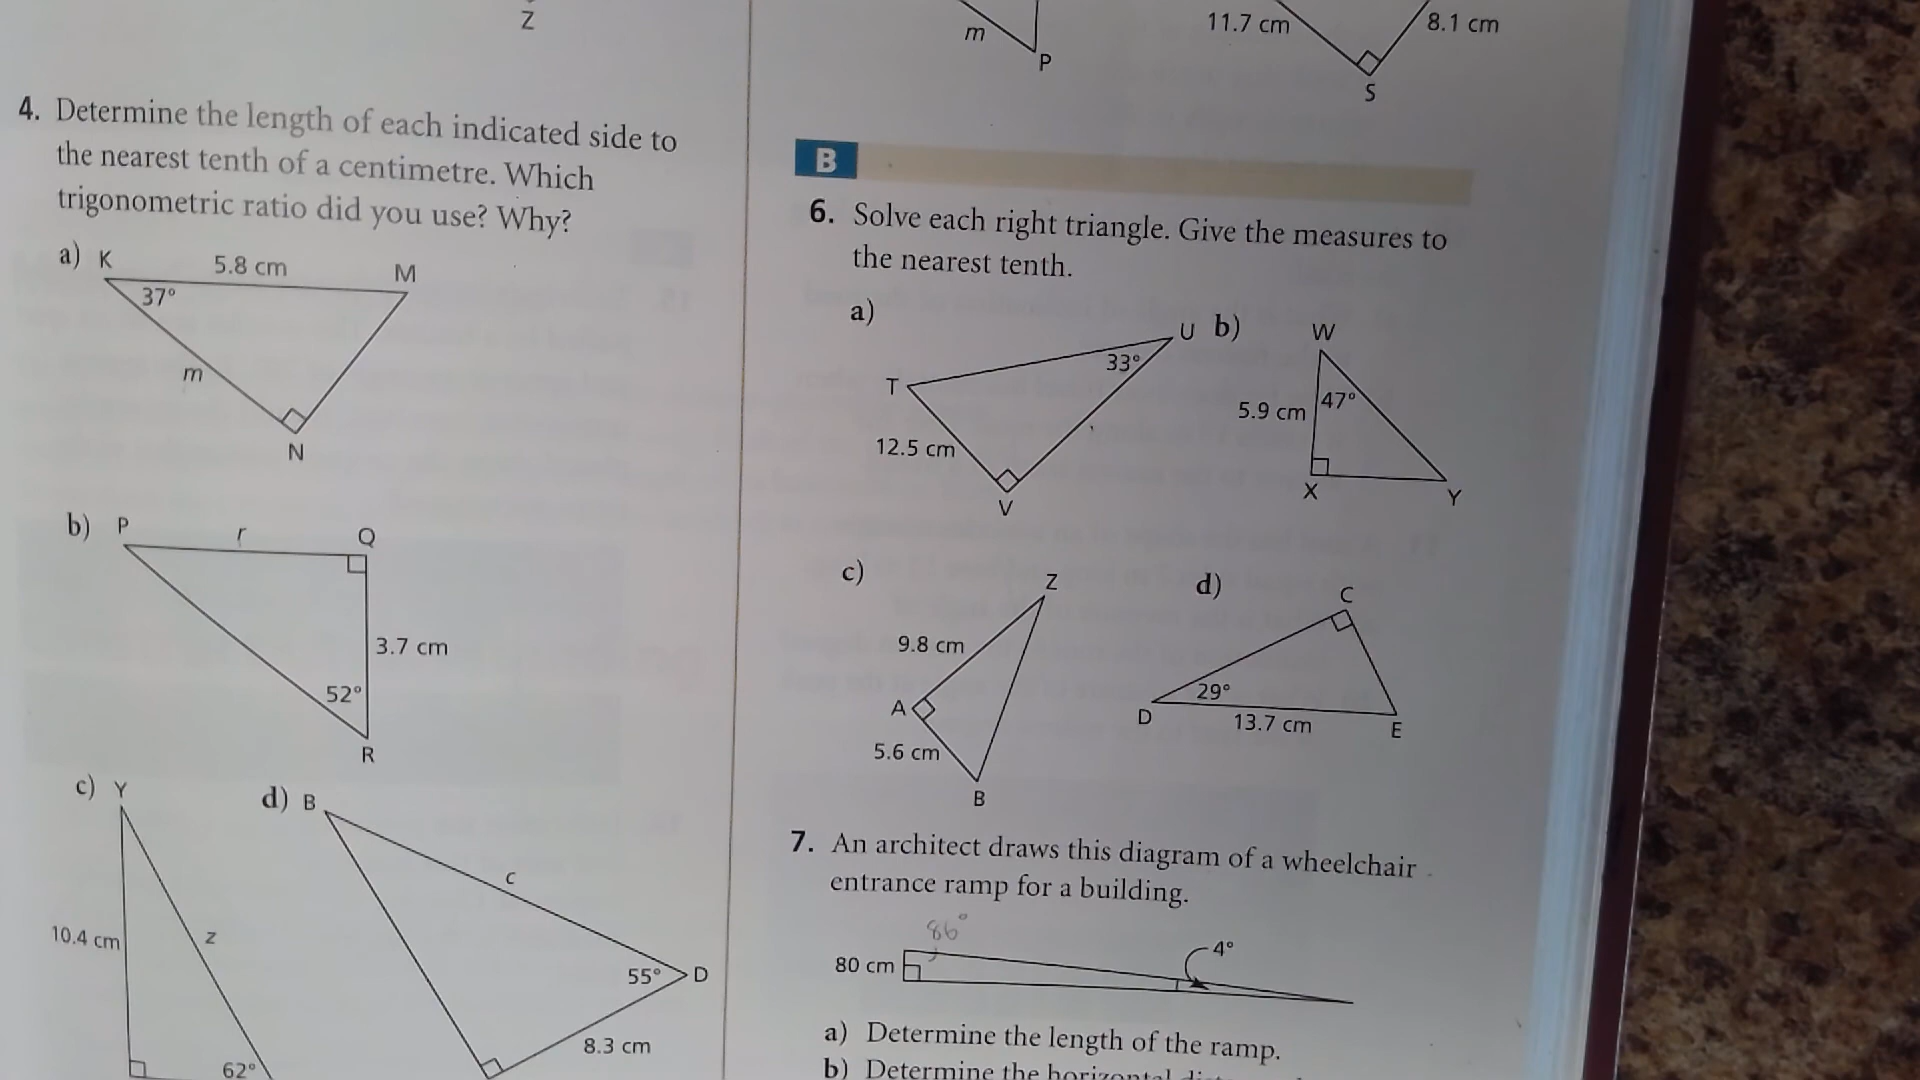 Z
4. Determine the length of each indicated side to
the nearest tenth of a centimetre. Which
trigonometric ratio did you use? Why?
a) K 5.8 cm M
37°
m
N
b) P r Q
3.7 cm
52°
R
c) Y
10.4 cm z
62°
d) B
c
55° D
8.3 cm
m
P
11.7 cm 8.1 cm
S
B
6. Solve each right triangle. Give the measures to
the nearest tenth.
a)
U
33°
T
12.5 cm
V
b) W
47°
5.9 cm
X Y
c) Z
9.8 cm
A
5.6 cm
B
d) C
29°
D 13.7 cm E
7. An architect draws this diagram of a wheelchair
entrance ramp for a building.
86°
80 cm 4°
a) Determine the length of the ramp.
b) Determine the horizontal